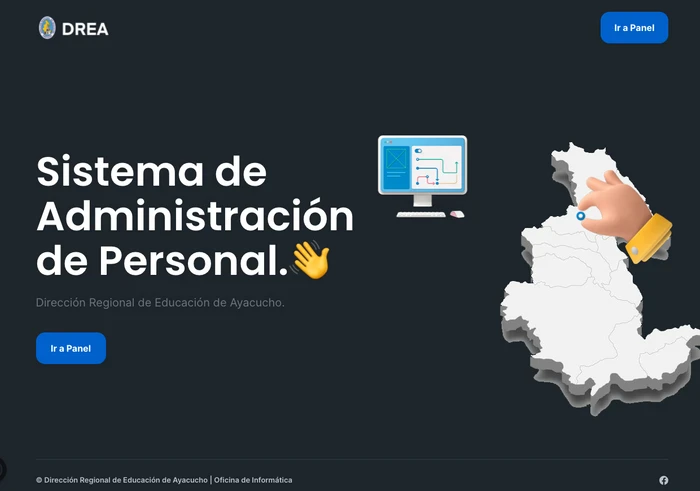 DREA
Ir a Panel
Sistema de
Administración
de Personal.👋
Dirección Regional de Educación de Ayacucho.
Ir a Panel
© Dirección Regional de Educación de Ayacucho | Oficina de Informática